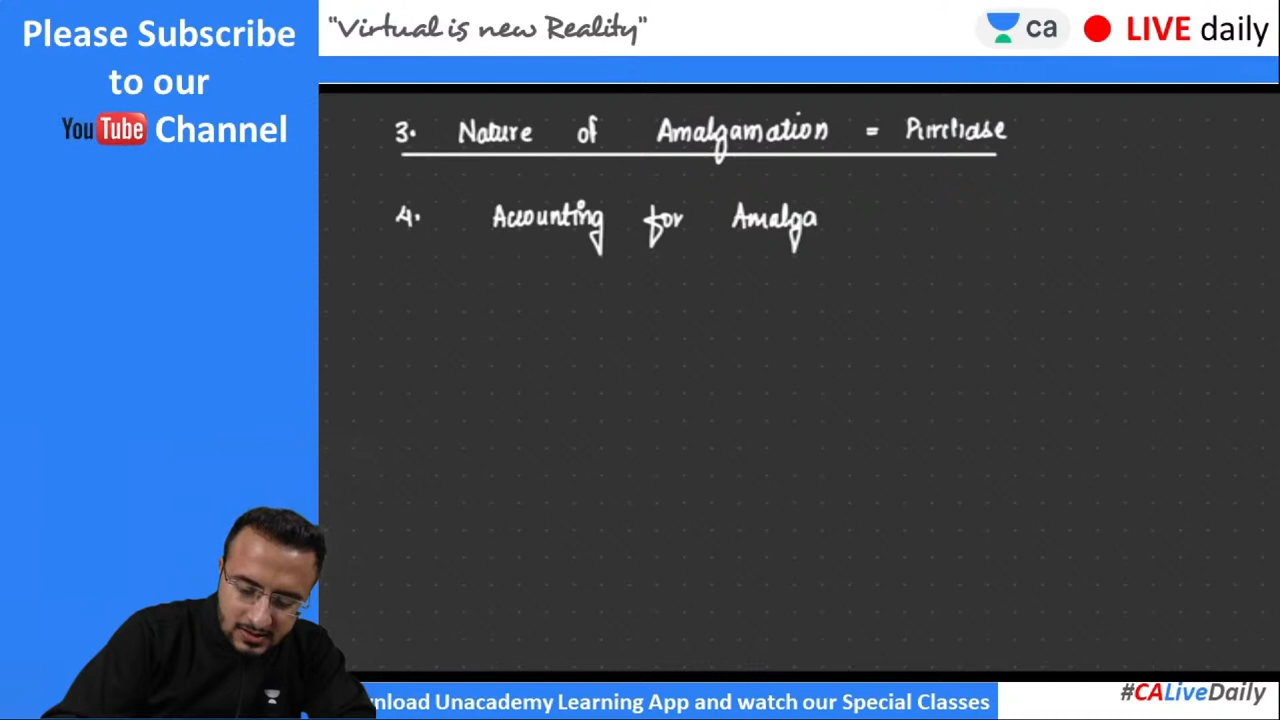 Please Subscribe
to our
YouTube Channel
"Virtual is new Reality"
ca
LIVE daily
3. Nature of Amalgamation = Purchase
4. Accounting for Amalga
nload Unacademy Learning App and watch our Special Classes
#CALiveDaily